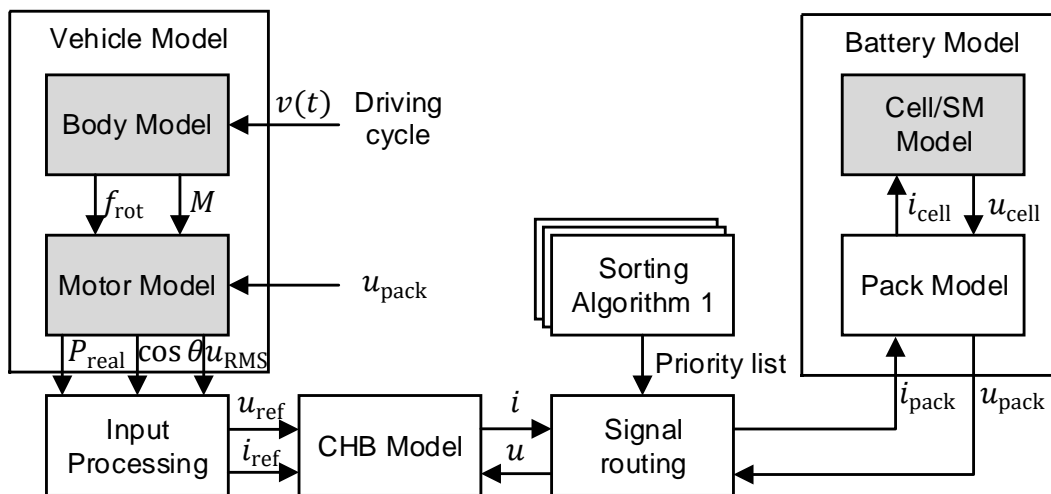 Vehicle Model
Body Model
v(t)
Driving
cycle
f_rot
M
Motor Model
u_pack
P_real
cos θ
u_RMS
Input
Processing
u_ref
i_ref
CHB Model
i
u
Sorting
Algorithm 1
Priority list
Signal
routing
Battery Model
Cell/SM
Model
i_cell
u_cell
Pack Model
i_pack
u_pack